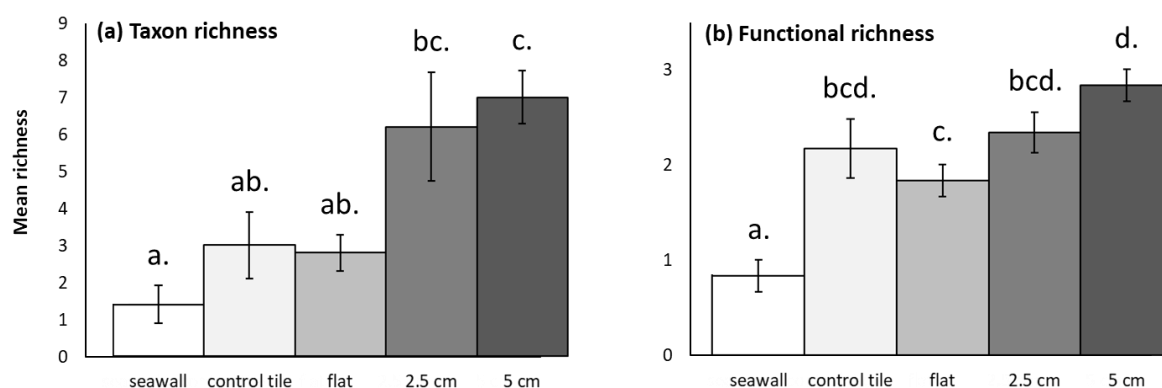 (a) Taxon richness
Mean richness
9
8
7
6
5
4
3
2
1
0
a.
ab.
ab.
bc.
c.
seawall
control tile
flat
2.5 cm
5 cm
(b) Functional richness
3
2
1
0
a.
bcd.
c.
bcd.
d.
seawall
control tile
flat
2.5 cm
5 cm